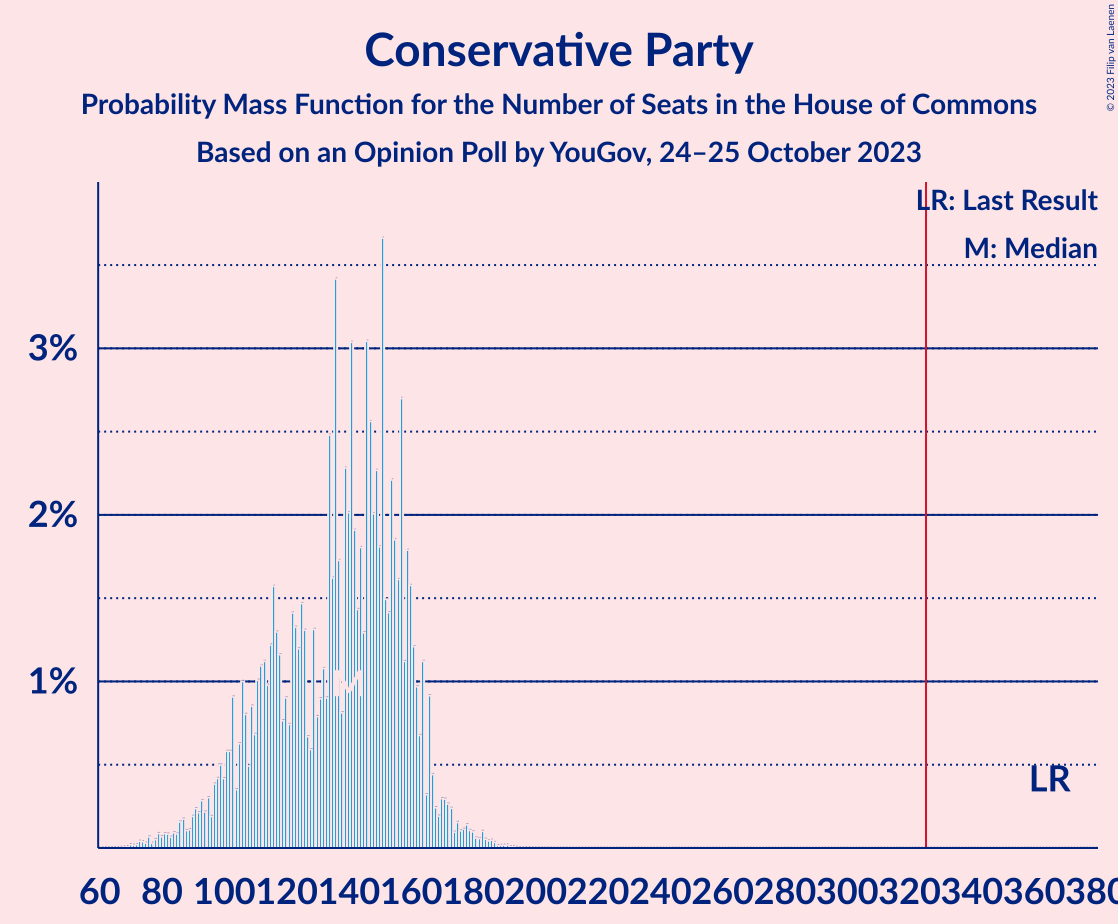 Conservative Party
Probability Mass Function for the Number of Seats in the House of Commons
Based on an Opinion Poll by YouGov, 24–25 October 2023
© 2023 Filip van Laenen
LR: Last Result
M: Median
3%
2%
1%
M
LR
60 80 100 120 140 160 180 200 220 240 260 280 300 320 340 360 380